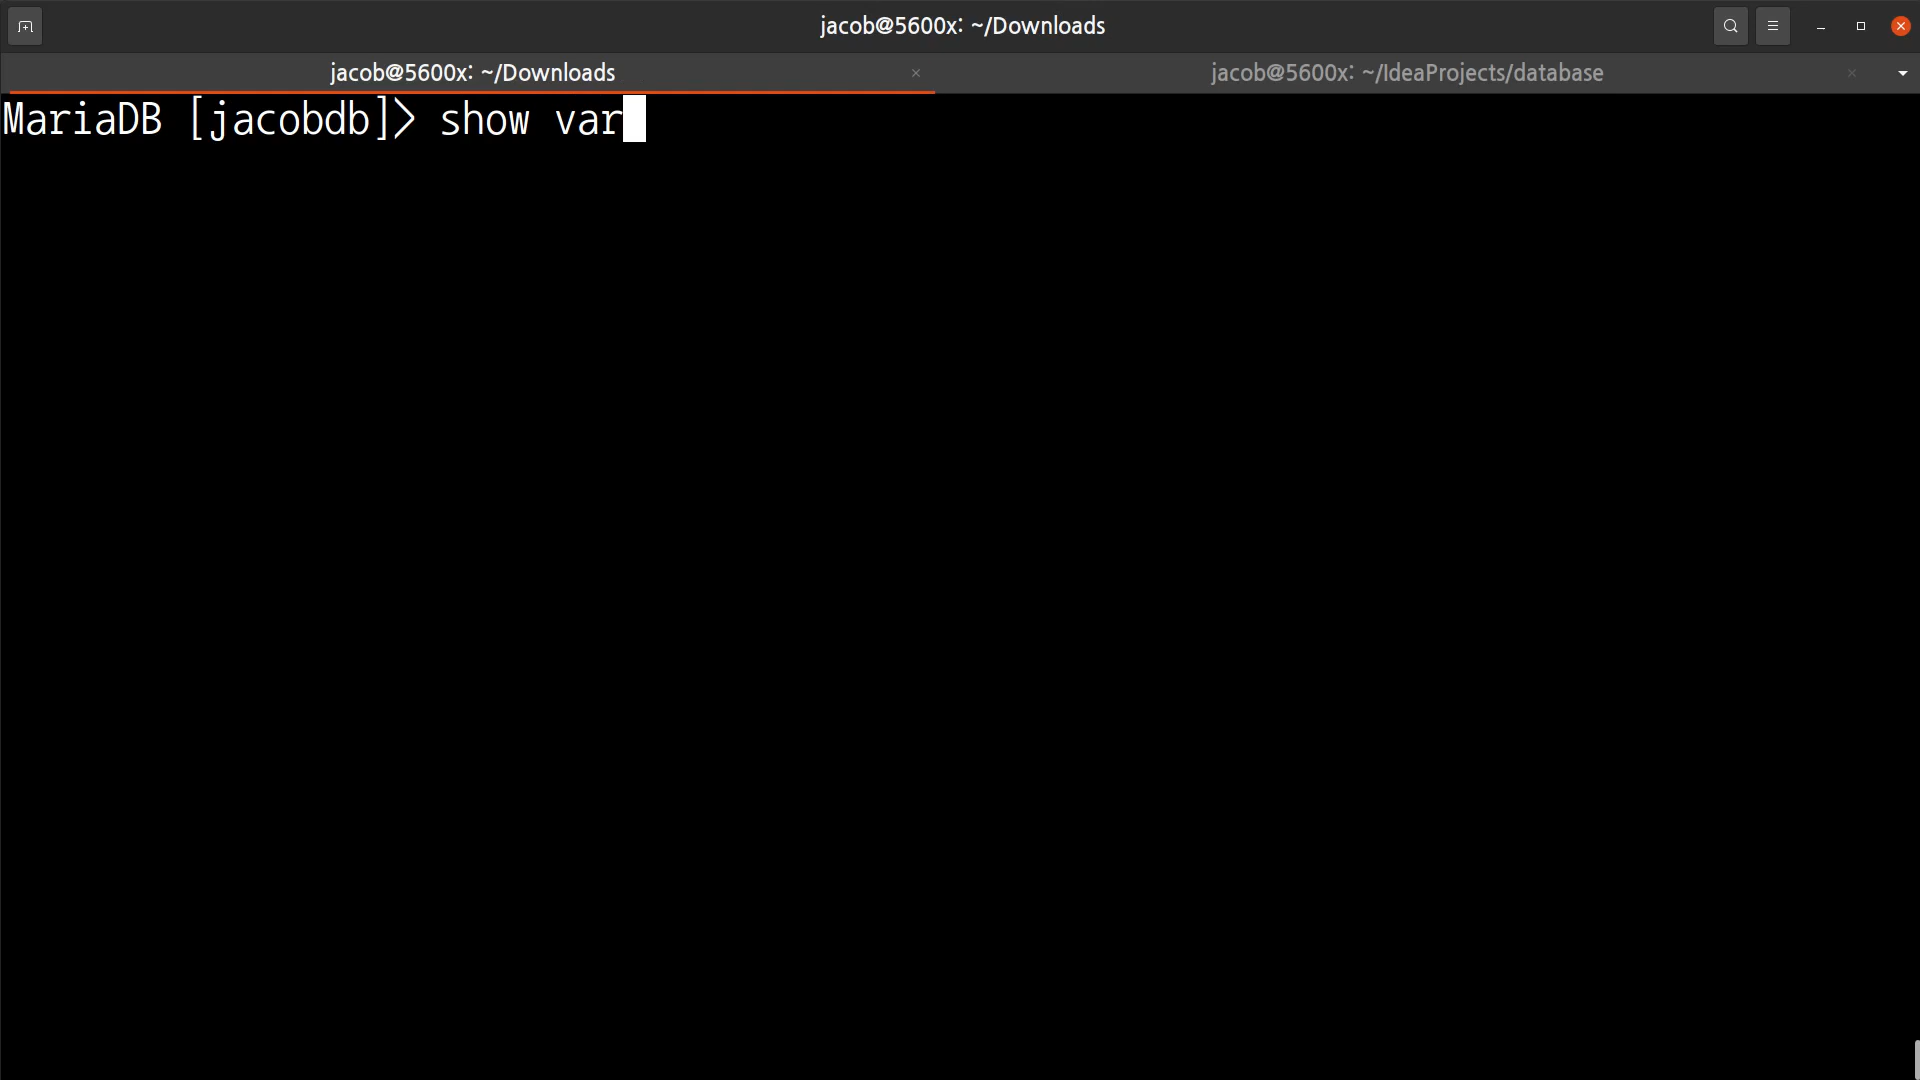 jacob@5600x: ~/Downloads
jacob@5600x: ~/Downloads
jacob@5600x: ~/IdeaProjects/database
MariaDB [jacobdb]> show var